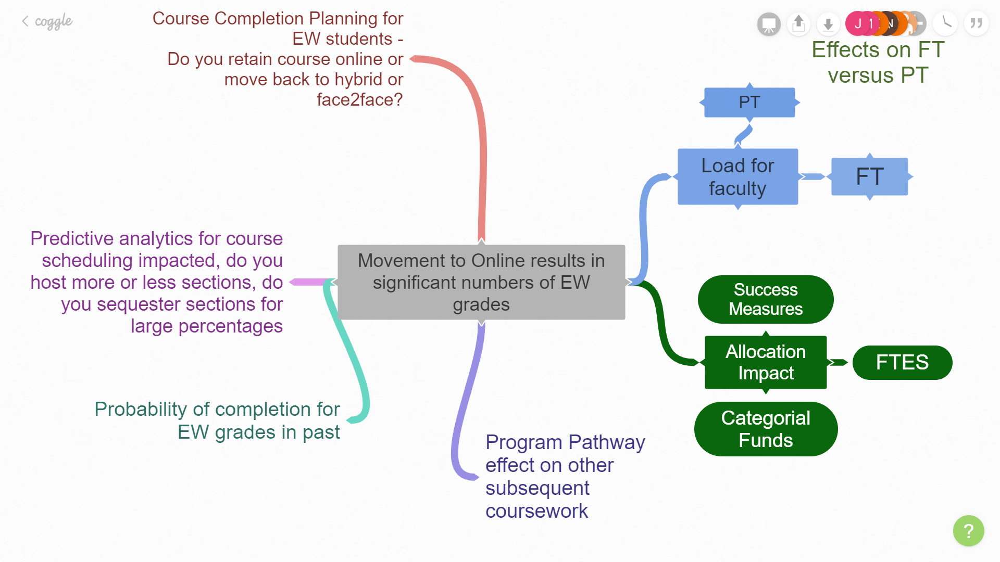 coggle
Course Completion Planning for
EW students -
Do you retain course online or
move back to hybrid or
face2face?
J
N
Effects on FT
versus PT
PT
Load for
faculty
FT
Predictive analytics for course
scheduling impacted, do you
host more or less sections, do
you sequester sections for
large percentages
Movement to Online results in
significant numbers of EW
grades
Success
Measures
Allocation
Impact
FTES
Categorial
Funds
Probability of completion for
EW grades in past
Program Pathway
effect on other
subsequent
coursework
?